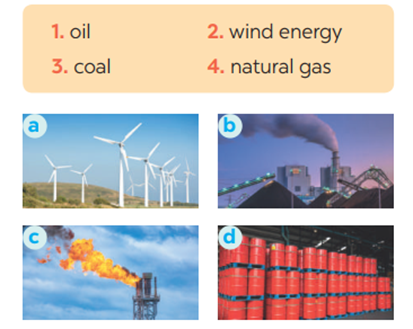 1. oil 2. wind energy
3. coal 4. natural gas
a b
c d